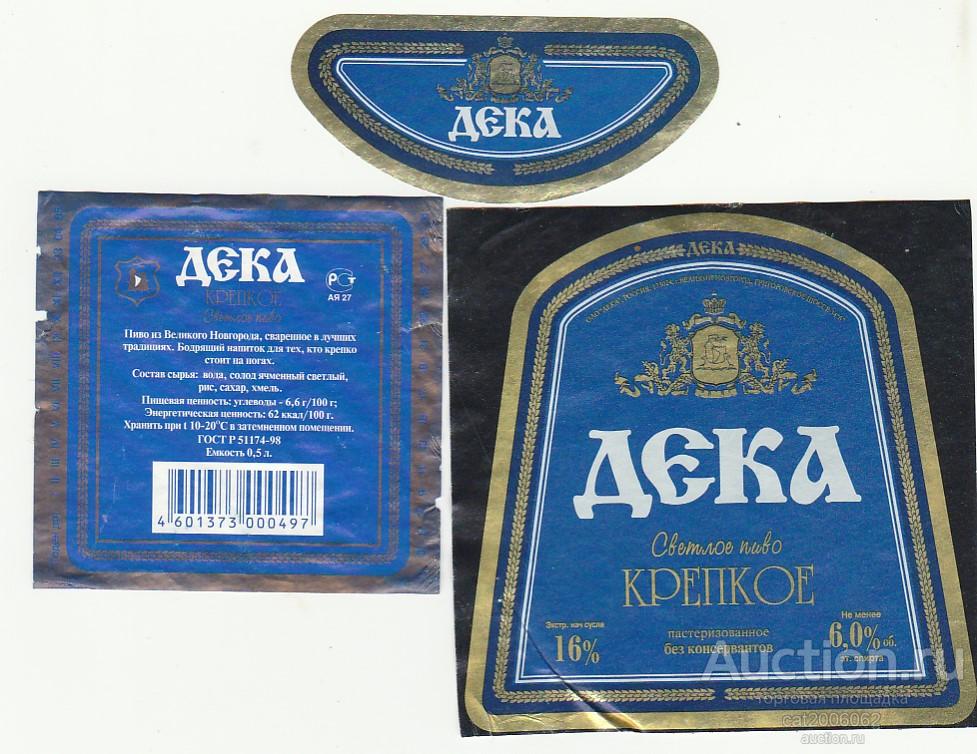 ДЕКА
ДЕКА
КРЕПКОЕ
Светлое пиво
РСТ
АЯ 27
Пиво из Великого Новгорода, сваренное в лучших
традициях. Бодрящий напиток для тех, кто крепко
стоит на ногах.
Состав сырья: вода, солод ячменный светлый,
рис, сахар, хмель.
Пищевая ценность: углеводы - 6,6 г/100 г;
Энергетическая ценность: 62 ккал/100 г.
Хранить при t 10-20°С в затемненном помещении.
ГОСТ Р 51174-98
Емкость 0,5 л.
4 601373 000497
ДЕКА
ДЕКА
Светлое пиво
КРЕПКОЕ
Экстр. нач сусла
16%
пастеризованное
без консервантов
Не менее
6,0% об.
эт. спирта
Auction.ru
торговая площадка
cat2006062
auction.ru